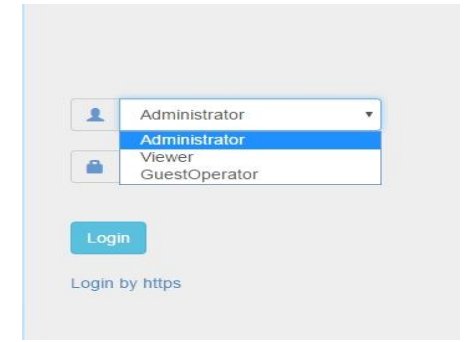 Administrator
Administrator
Viewer
GuestOperator
Login
Login by https